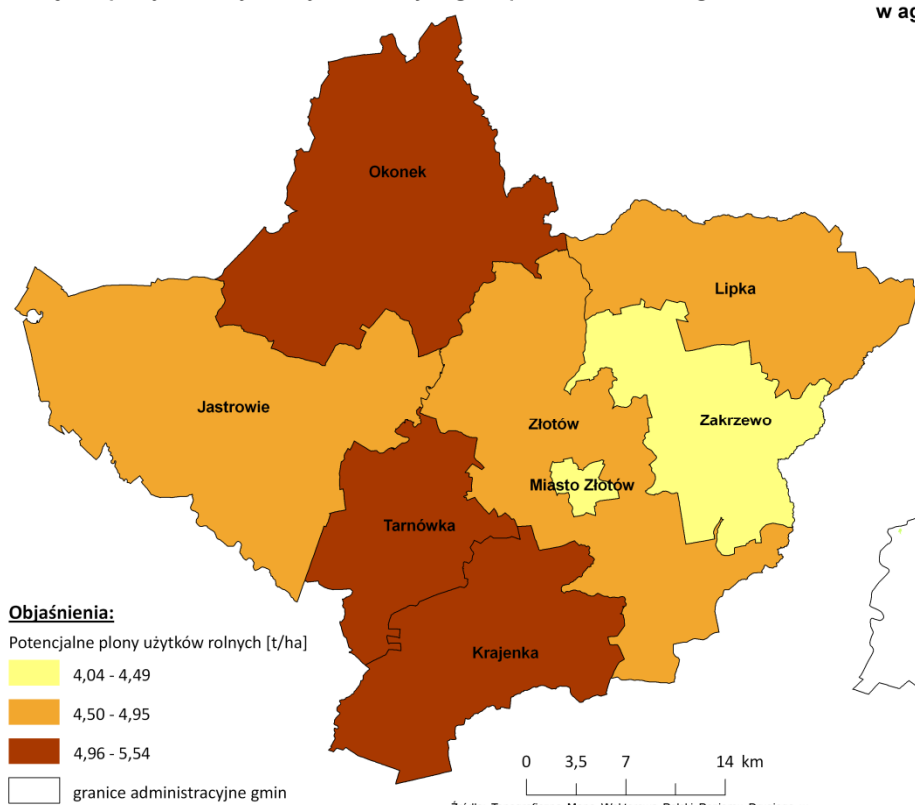 w ag
Okonek
Lipka
Jastrowie
Złotów
Zakrzewo
Miasto Złotów
Tarnówka
Krajenka
Objaśnienia:
Potencjalne plony użytków rolnych [t/ha]
4,04 - 4,49
4,50 - 4,95
4,96 - 5,54
granice administracyjne gmin
0 3,5 7 14 km